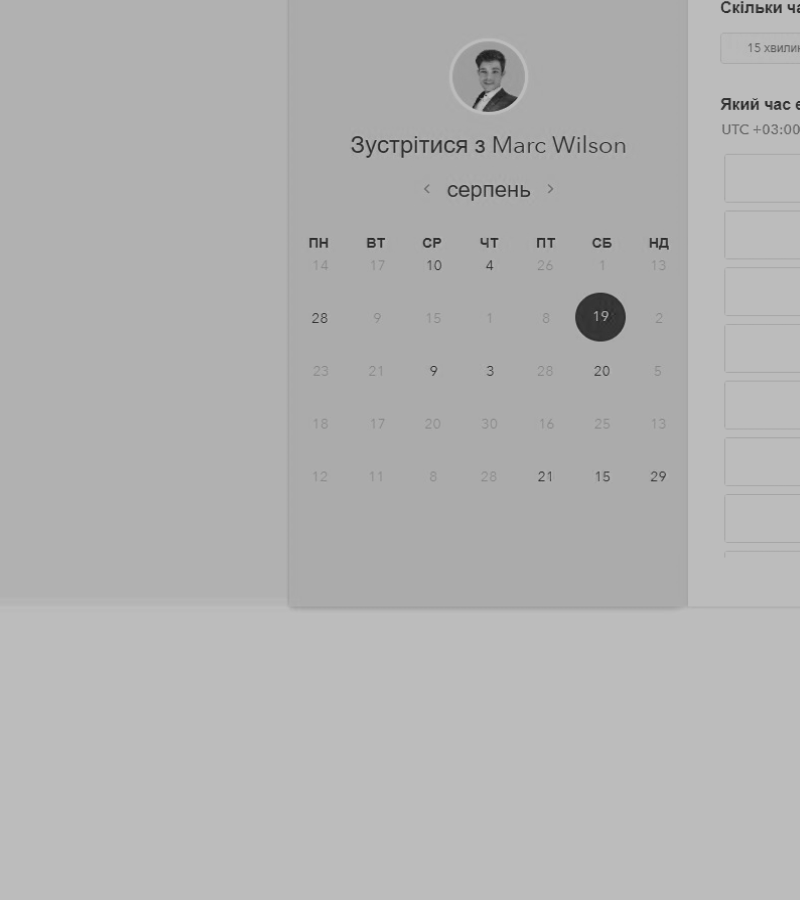 Скільки
15
Який час
UTC +03:00
Зустрітися з Marc Wilson
серпень
ПН ВТ СР ЧТ ПТ СБ НД
14 17 10 4 26 1 13
28 9 15 1 8 19 2
23 21 9 3 28 20 5
18 17 20 30 16 25 13
12 11 8 28 21 15 29